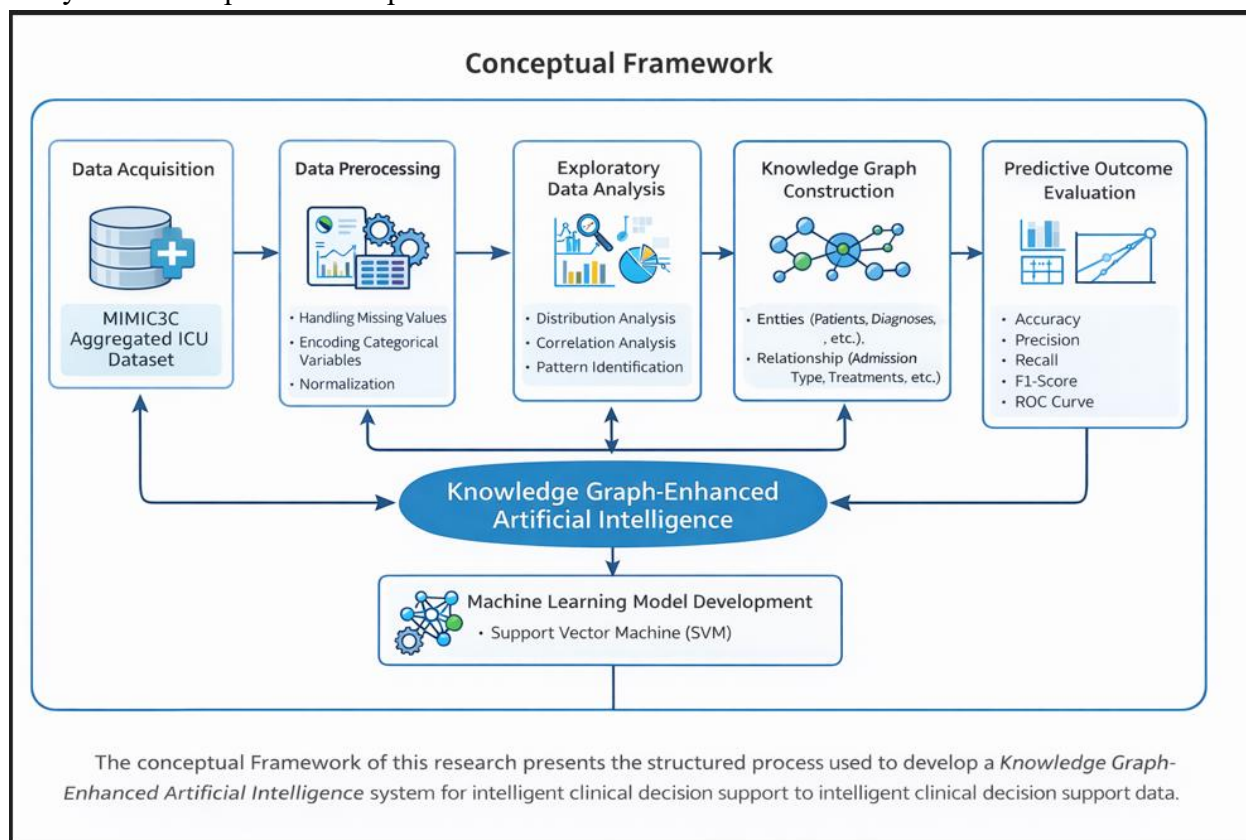 Conceptual Framework
Data Acquisition
MIMIC3C
Aggregated ICU
Dataset
Data Prerocessing
• Handling Missing Values
• Encoding Categorical
Variables
• Normalization
Exploratory
Data Analysis
• Distribution Analysis
• Correlation Analysis
• Pattern Identification
Knowledge Graph
Construction
• Entties (Patients, Diagnoses,
, etc.).
• Relationship (Admission
Type, Treatments, etc.)
Predictive Outcome
Evaluation
• Accuracy
• Precision
• Recall
• F1-Score
• ROC Curve
Knowledge Graph-Enhanced
Artificial Intelligence
Machine Learning Model Development
• Support Vector Machine (SVM)
The conceptual Framework of this research presents the structured process used to develop a Knowledge Graph-
Enhanced Artificial Intelligence system for intelligent clinical decision support to intelligent clinical decision support data.